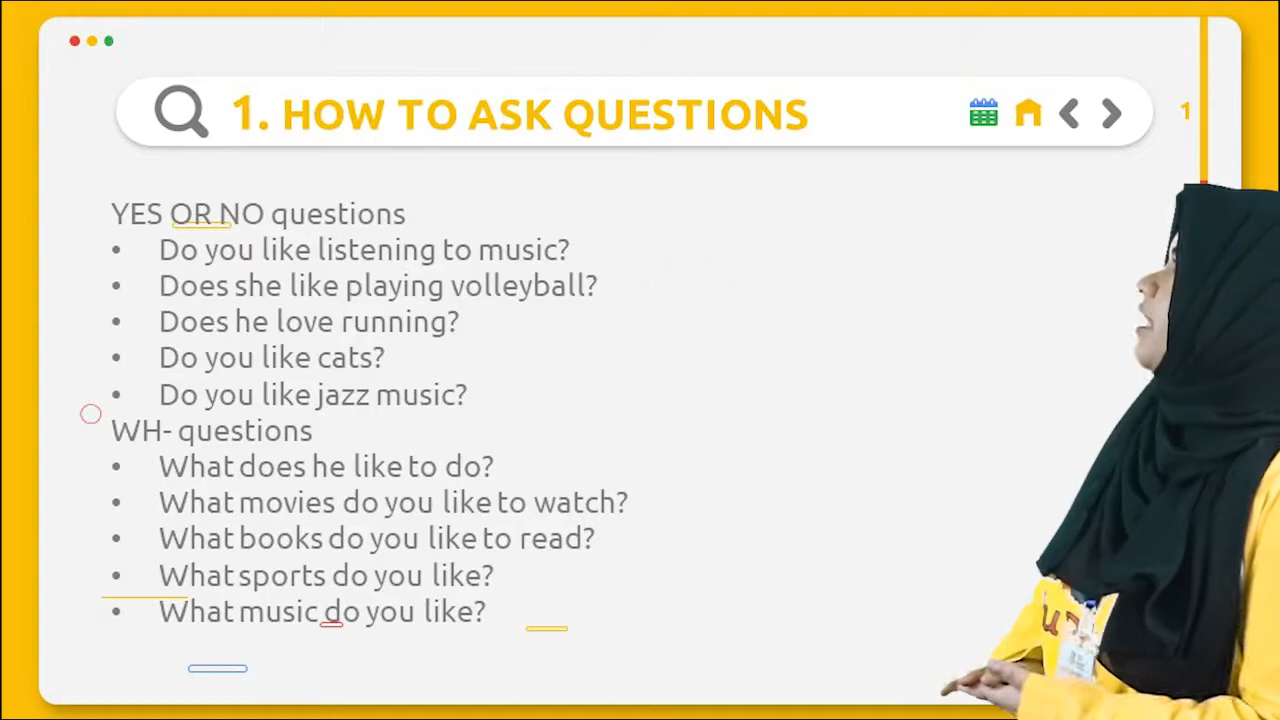 1. HOW TO ASK QUESTIONS
1
YES OR NO questions
• Do you like listening to music?
• Does she like playing volleyball?
• Does he love running?
• Do you like cats?
• Do you like jazz music?
WH- questions
• What does he like to do?
• What movies do you like to watch?
• What books do you like to read?
• What sports do you like?
• What music do you like?